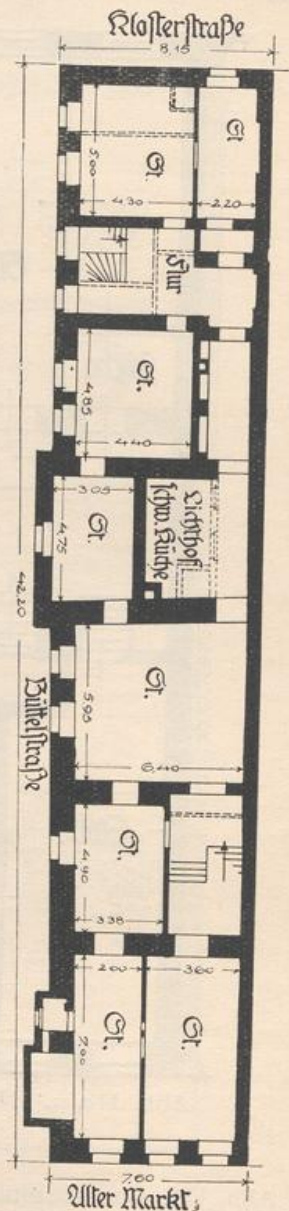 Klosterstraße
8,15
St.
St
5.00
4.30
2.20
Flur
St.
4.85
4.40
St.
3.05
4.75
Lichthof
schw. Küche
42.20
Büttelstraße
St.
5.95
6.40
St.
4.90
3.38
2.00
3.60
St.
St.
7.90
7.60
Alter Markt